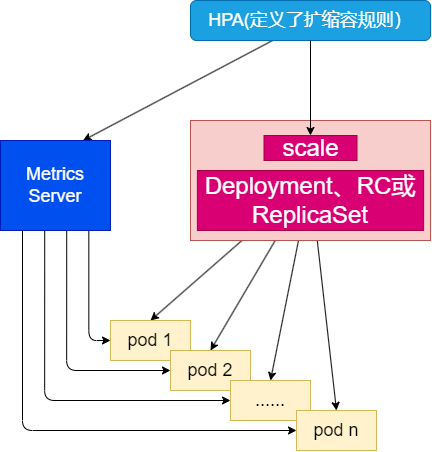 HPA(定义了扩缩容规则）
scale
Metrics
Server
Deployment、RC或
ReplicaSet
pod 1
pod 2
......
pod n